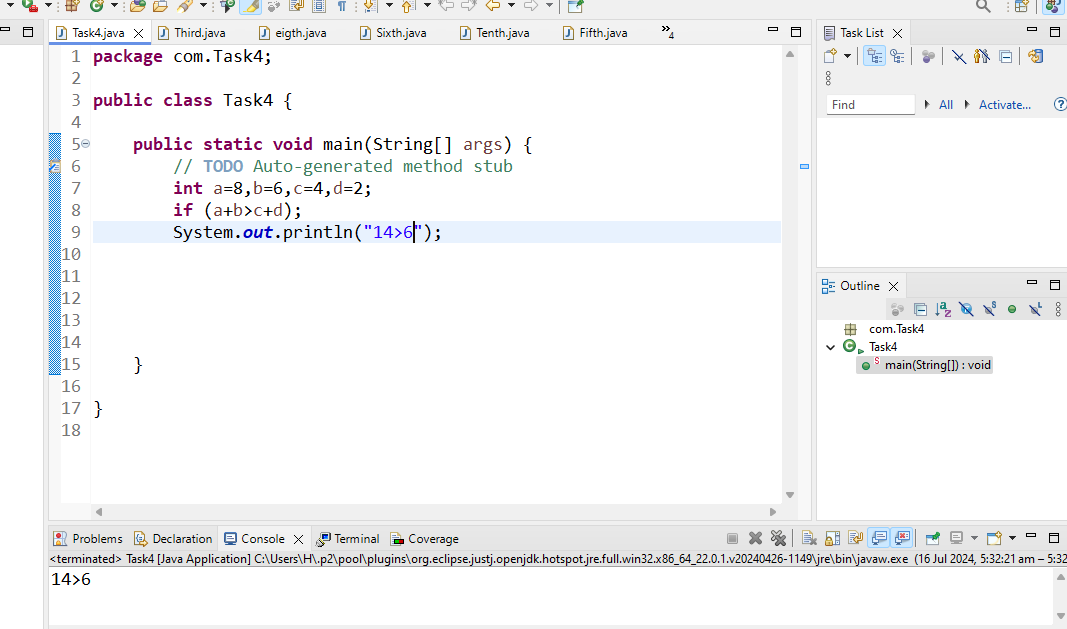 Task4.java Third.java eigth.java Sixth.java Tenth.java Fifth.java »4
1 package com.Task4;
2
3 public class Task4 {
4
5 public static void main(String[] args) {
6 // TODO Auto-generated method stub
7 int a=8,b=6,c=4,d=2;
8 if (a+b>c+d);
9 System.out.println("14>6");
10
11
12
13
14
15 }
16
17 }
18
Task List
Find All Activate...
Outline
com.Task4
Task4
main(String[]) : void
Problems Declaration Console Terminal Coverage
<terminated> Task4 [Java Application] C:\Users\H\.p2\pool\plugins\org.eclipse.justj.openjdk.hotspot.jre.full.win32.x86_64_22.0.1.v20240426-1149\jre\bin\javaw.exe (16 Jul 2024, 5:32:21 am – 5:32
14>6